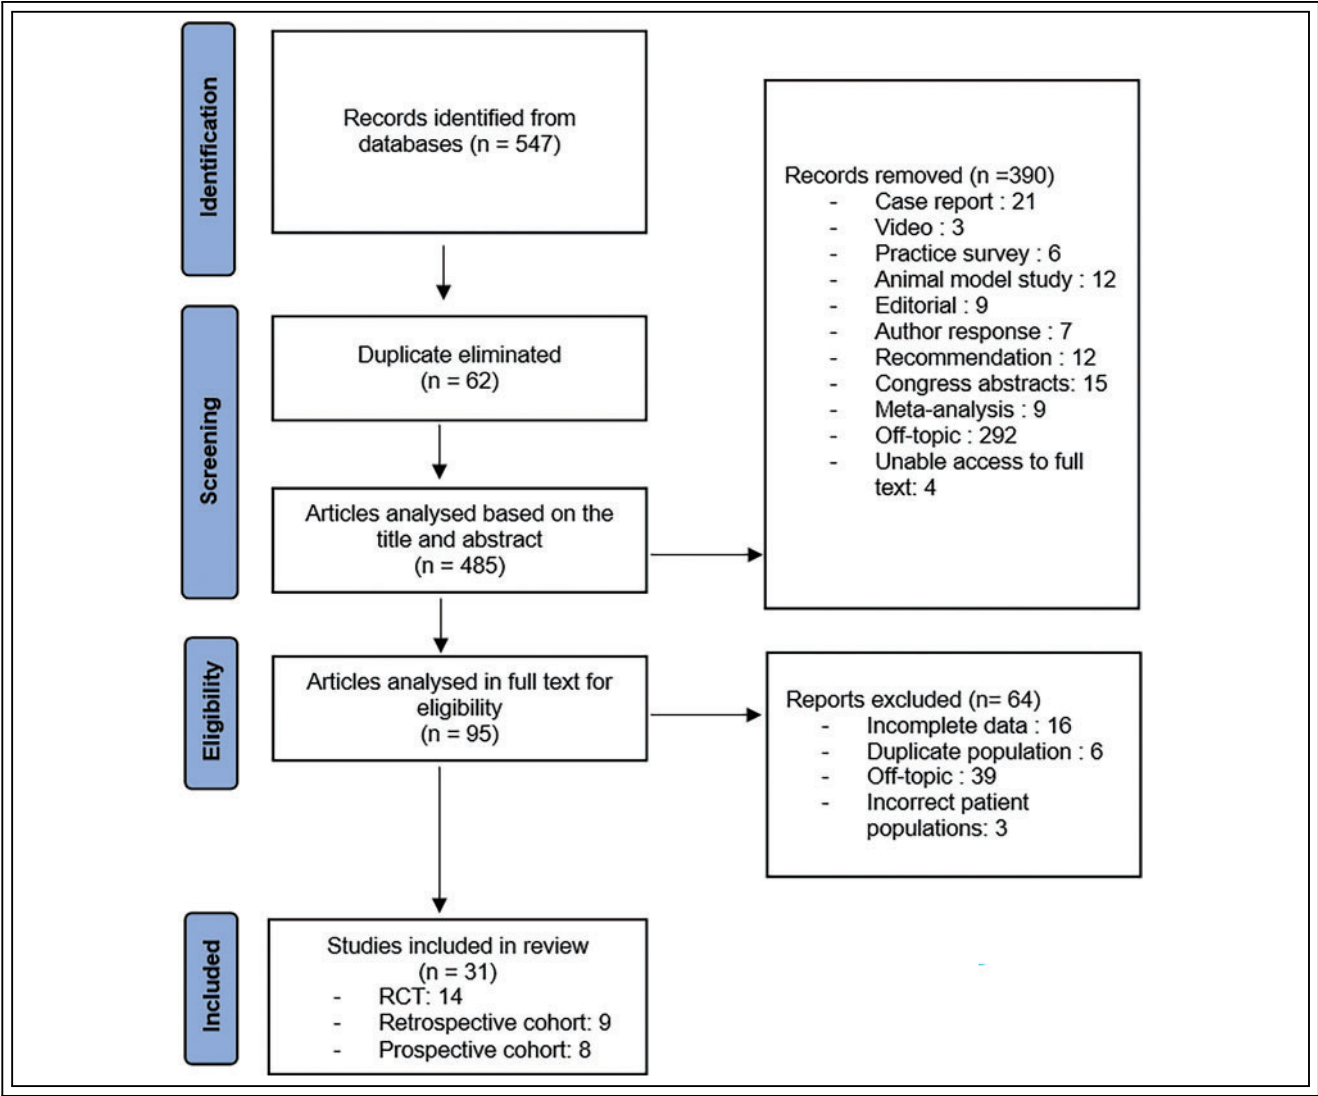 Identification
Records identified from
databases (n = 547)
Screening
Duplicate eliminated
(n = 62)
Articles analysed based on the
title and abstract
(n = 485)
Records removed (n =390)
- Case report : 21
- Video : 3
- Practice survey : 6
- Animal model study : 12
- Editorial : 9
- Author response : 7
- Recommendation : 12
- Congress abstracts: 15
- Meta-analysis : 9
- Off-topic : 292
- Unable access to full
text: 4
Eligibility
Articles analysed in full text for
eligibility
(n = 95)
Reports excluded (n= 64)
- Incomplete data : 16
- Duplicate population : 6
- Off-topic : 39
- Incorrect patient
populations: 3
Included
Studies included in review
(n = 31)
- RCT: 14
- Retrospective cohort: 9
- Prospective cohort: 8